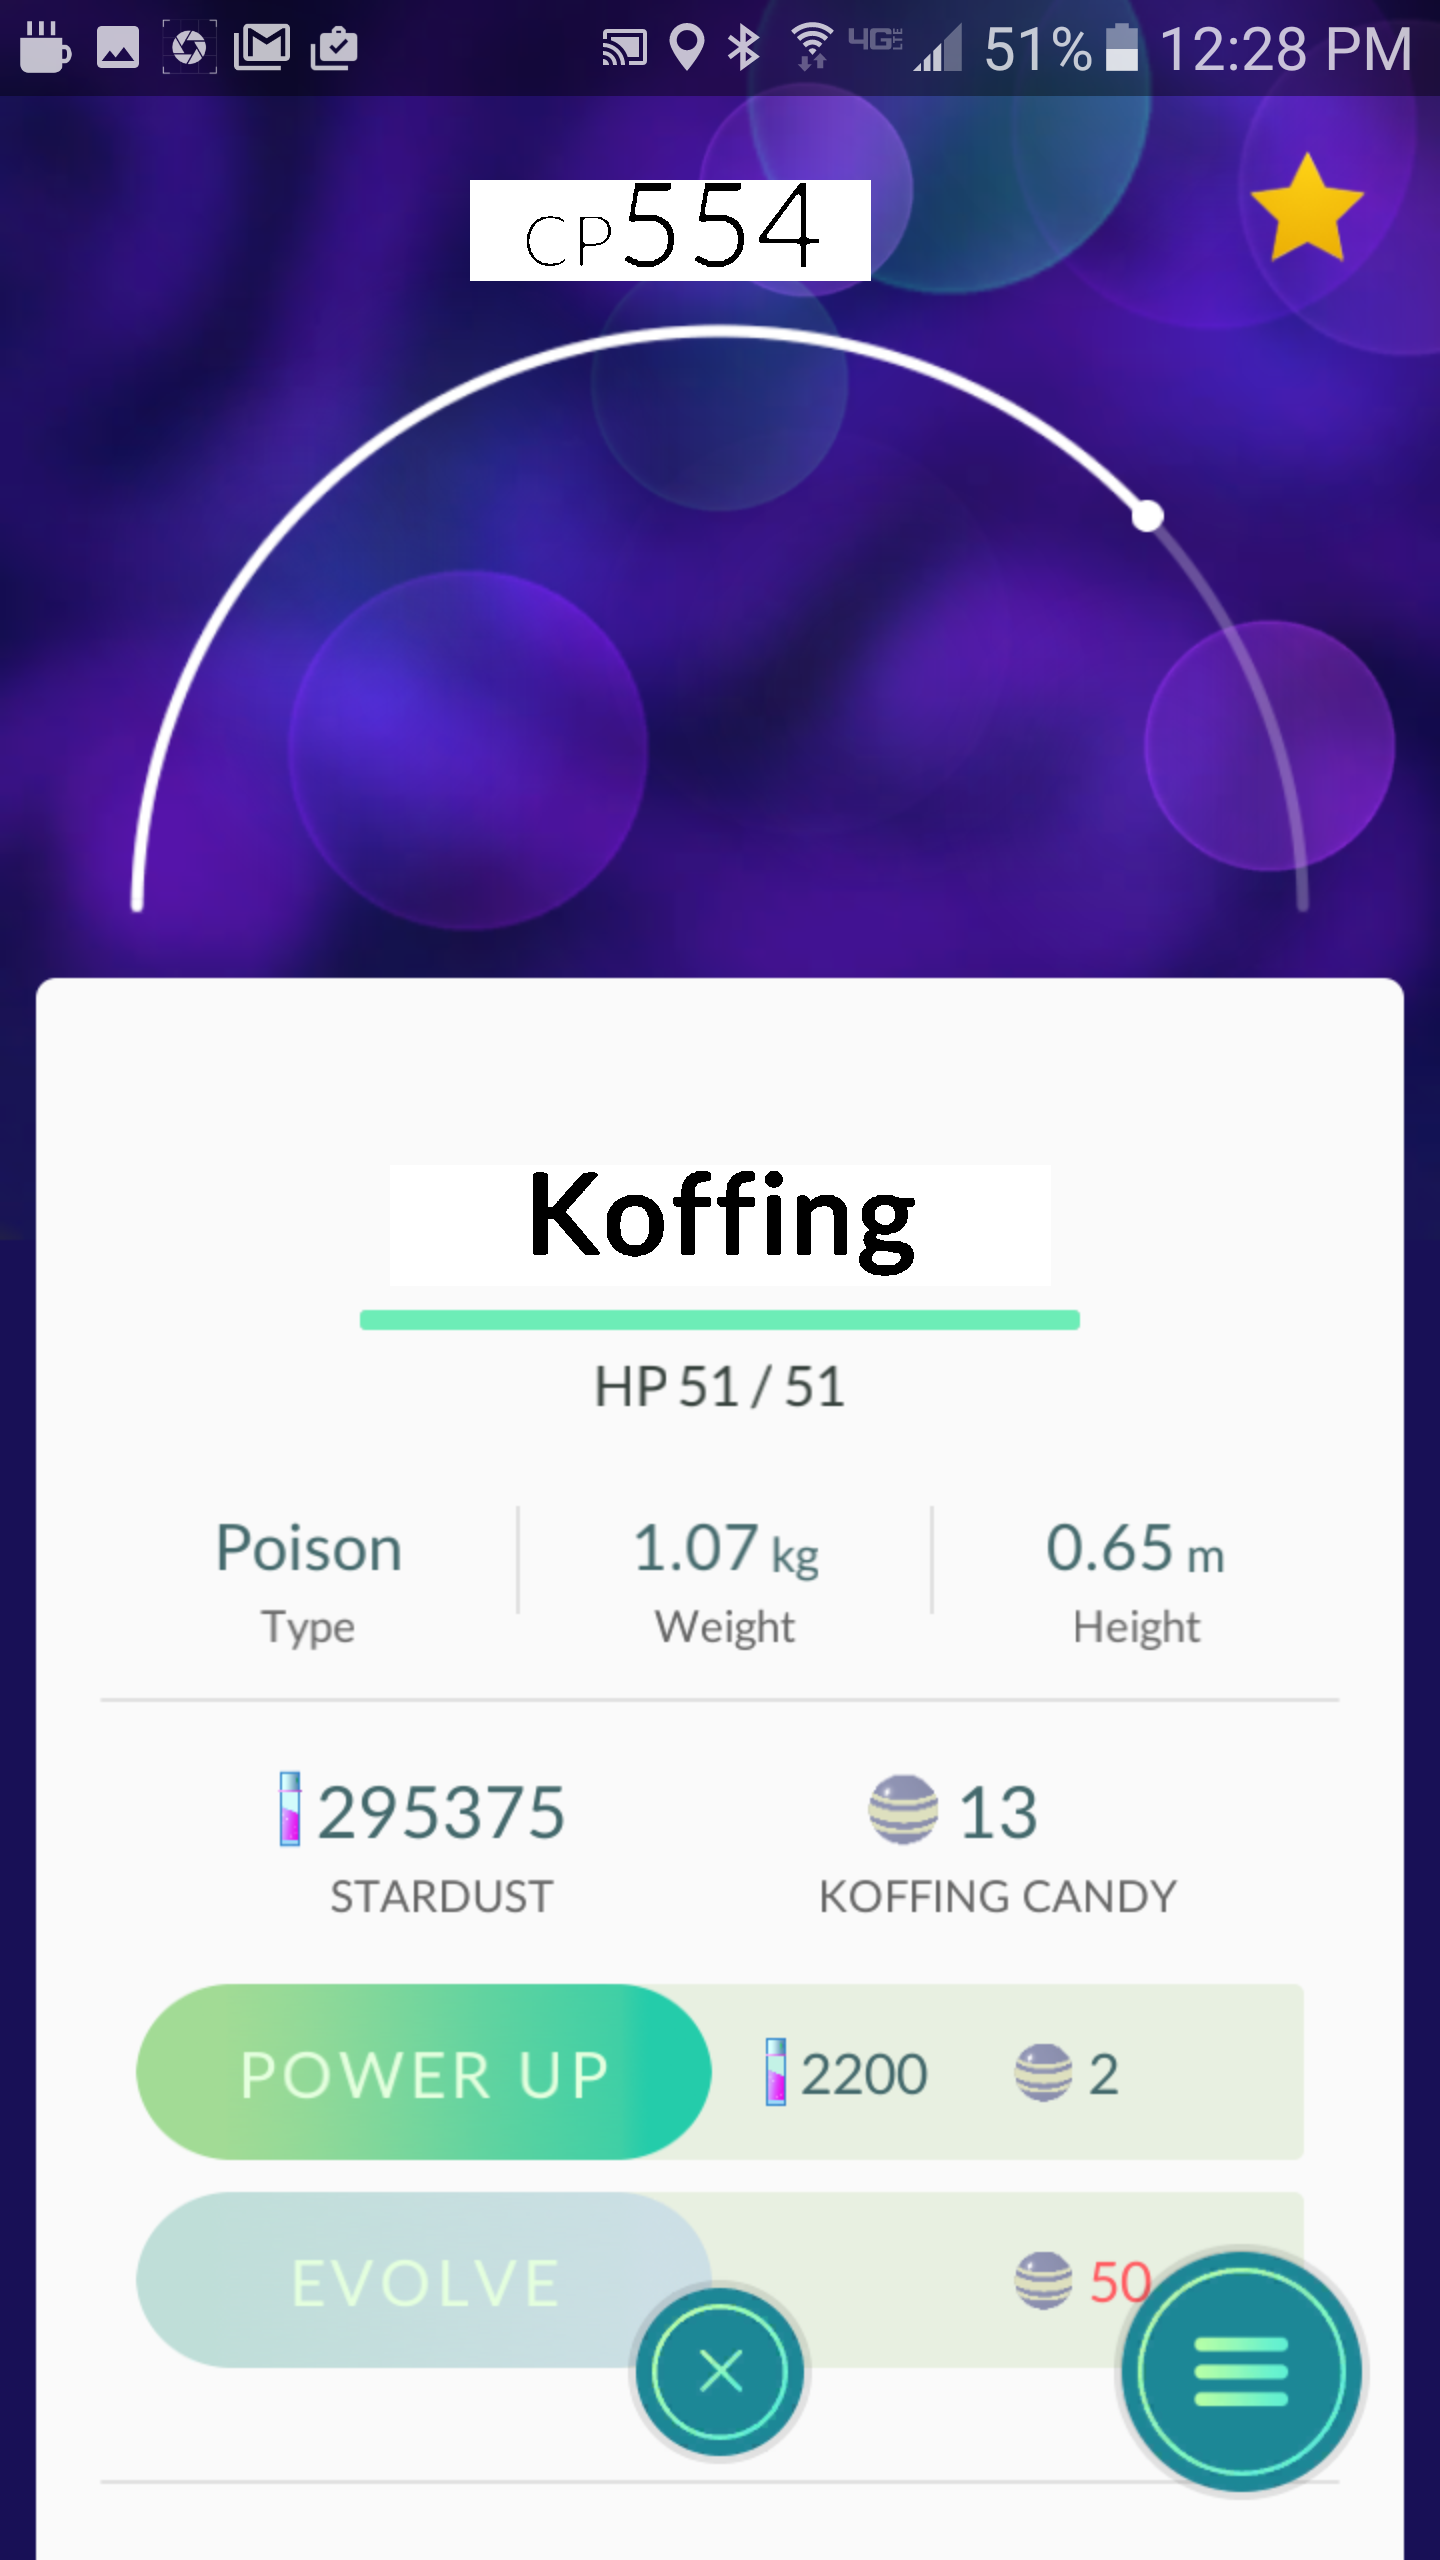 4G LTE 51% 12:28 PM
CP554
Koffing
HP 51 / 51
Poison 1.07 kg 0.65 m
Type Weight Height
295375 13
STARDUST KOFFING CANDY
POWER UP 2200 2
EVOLVE 50